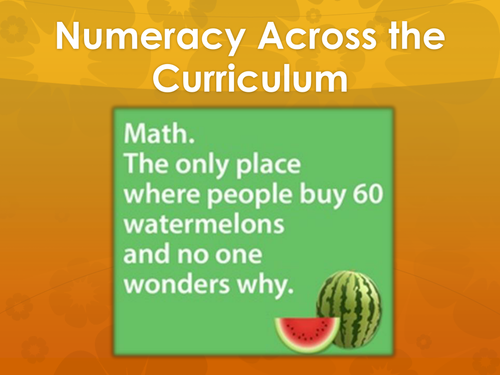 Numeracy Across the
Curriculum
Math.
The only place
where people buy 60
watermelons
and no one
wonders why.